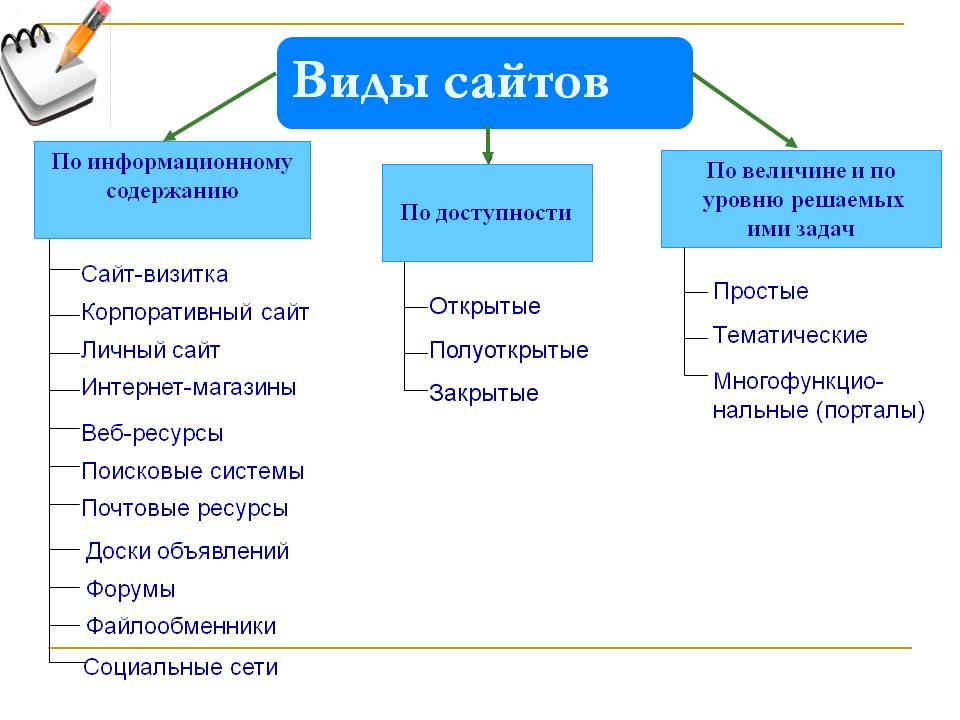 Виды сайтов
По информационному
содержанию
Сайт-визитка
Корпоративный сайт
Личный сайт
Интернет-магазины
Веб-ресурсы
Поисковые системы
Почтовые ресурсы
Доски объявлений
Форумы
Файлообменники
Социальные сети
По доступности
Открытые
Полуоткрытые
Закрытые
По величине и по
уровню решаемых
ими задач
Простые
Тематические
Многофункцио-
нальные (порталы)